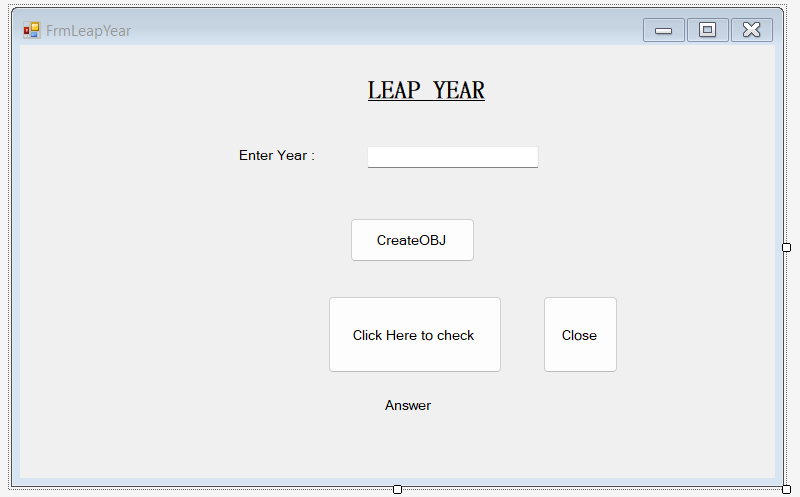 FrmLeapYear
LEAP YEAR
Enter Year :
CreateOBJ
Click Here to check
Close
Answer